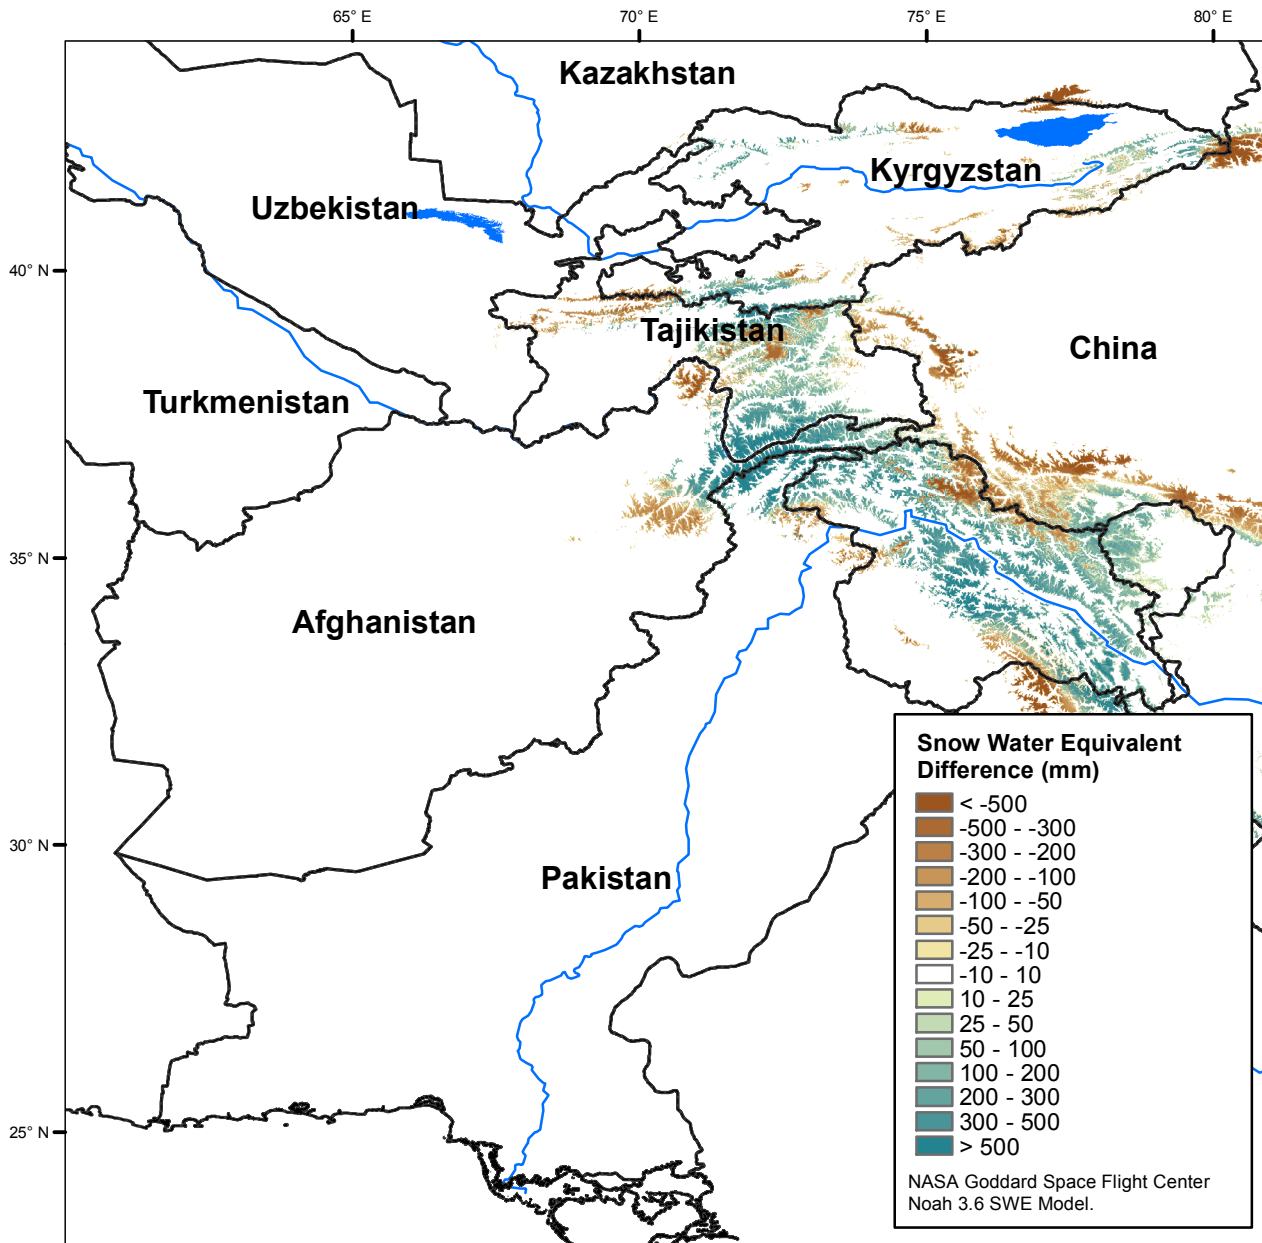 65° E
70° E
75° E
80° E
Kazakhstan
Kyrgyzstan
Uzbekistan
40° N
Tajikistan
China
Turkmenistan
35° N
Afghanistan
30° N
Pakistan
25° N
Snow Water Equivalent
Difference (mm)
< -500
-500 - -300
-300 - -200
-200 - -100
-100 - -50
-50 - -25
-25 - -10
-10 - 10
10 - 25
25 - 50
50 - 100
100 - 200
200 - 300
300 - 500
> 500
NASA Goddard Space Flight Center
Noah 3.6 SWE Model.